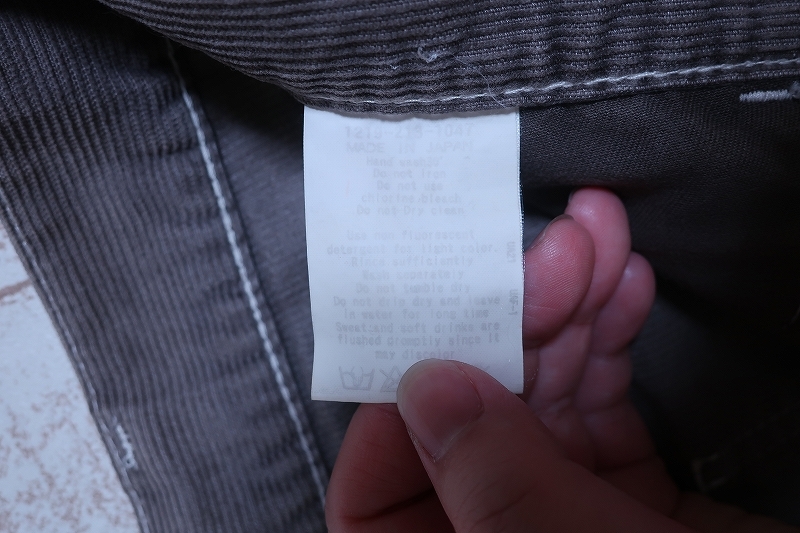 MADE IN JAPAN
Hand washOK
Do not iron
Do not use
chlorine bleach
Do not Dry clean
Use non fluorescent
detergent for light color.
Rinse sufficiently
Wash separately
Do not tumble dry
Do not drip dry and leave
in water for long time
Sweat and soft drinks are
flushed promptly since it
may discolor